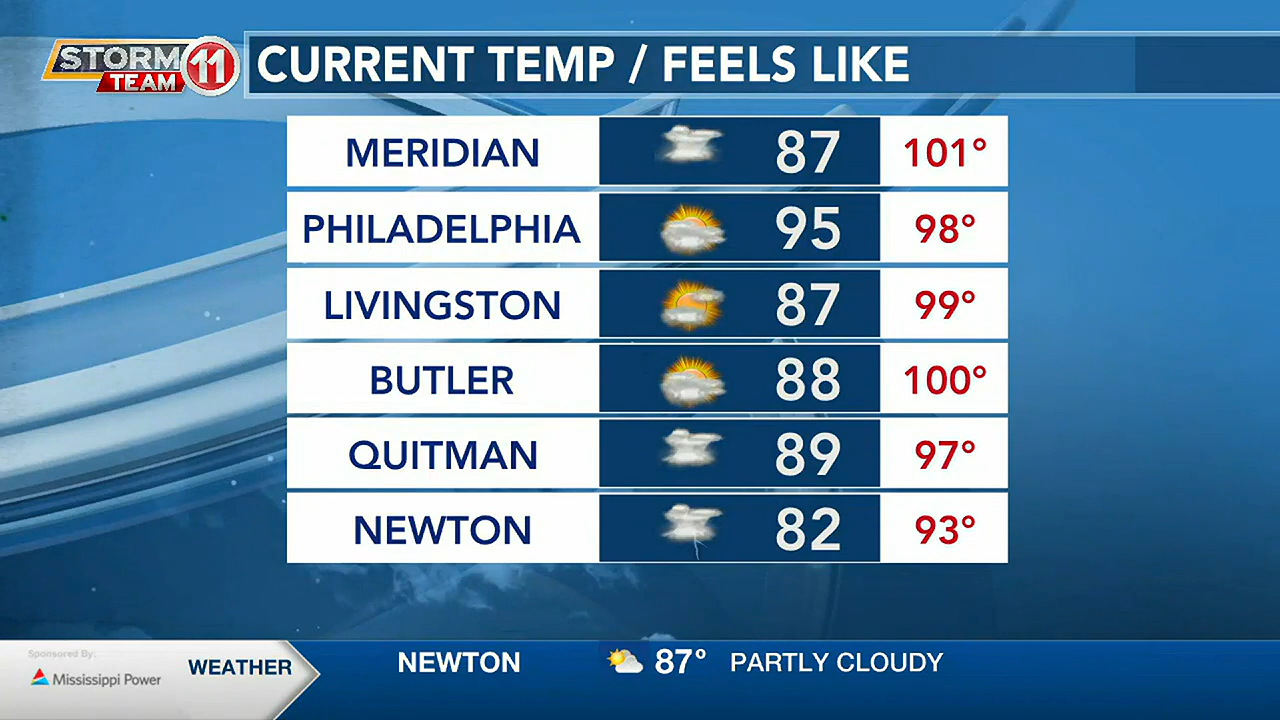 STORM TEAM 11
CURRENT TEMP / FEELS LIKE
MERIDIAN 87 101°
PHILADELPHIA 95 98°
LIVINGSTON 87 99°
BUTLER 88 100°
QUITMAN 89 97°
NEWTON 82 93°
Sponsored By:
Mississippi Power
WEATHER
NEWTON 87° PARTLY CLOUDY